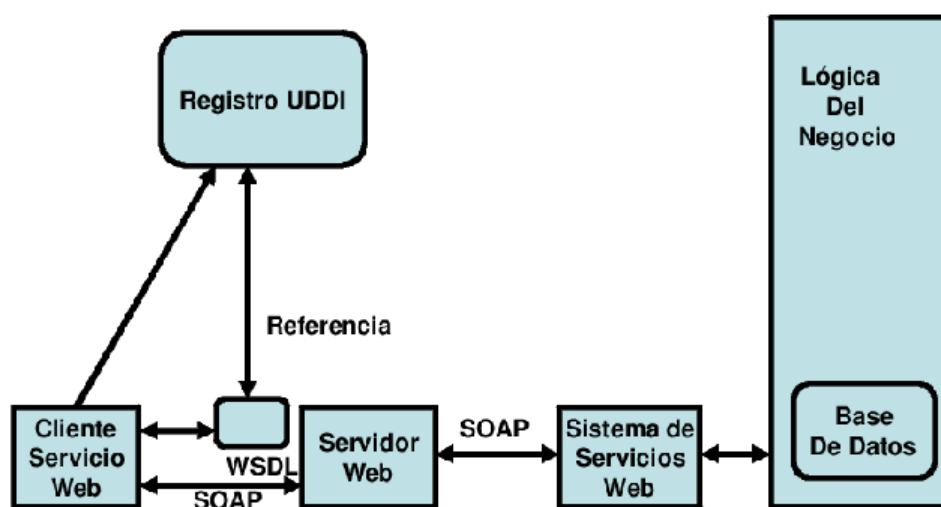 Registro UDDI
Lógica
Del
Negocio
Referencia
Cliente
Servicio
Web
WSDL
SOAP
Servidor
Web
SOAP
Sistema de
Servicios
Web
Base
De Datos